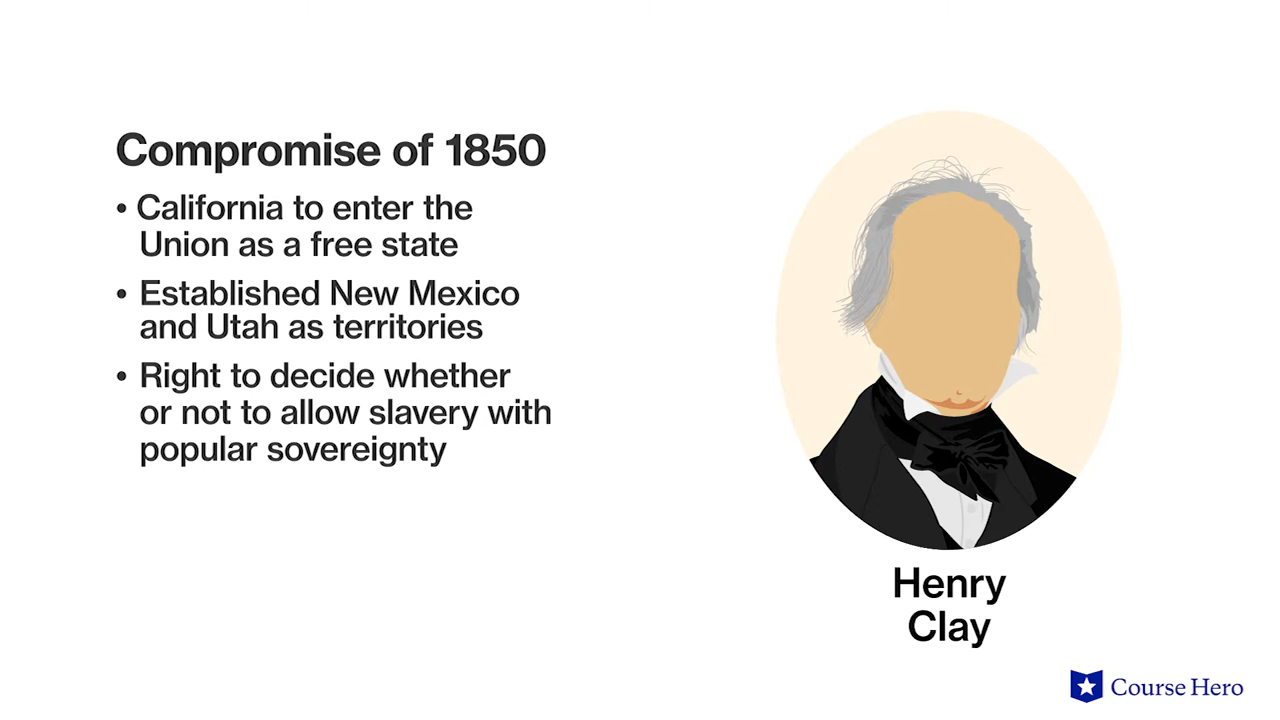 Compromise of 1850
• California to enter the
Union as a free state
• Established New Mexico
and Utah as territories
• Right to decide whether
or not to allow slavery with
popular sovereignty
Henry
Clay
Course Hero